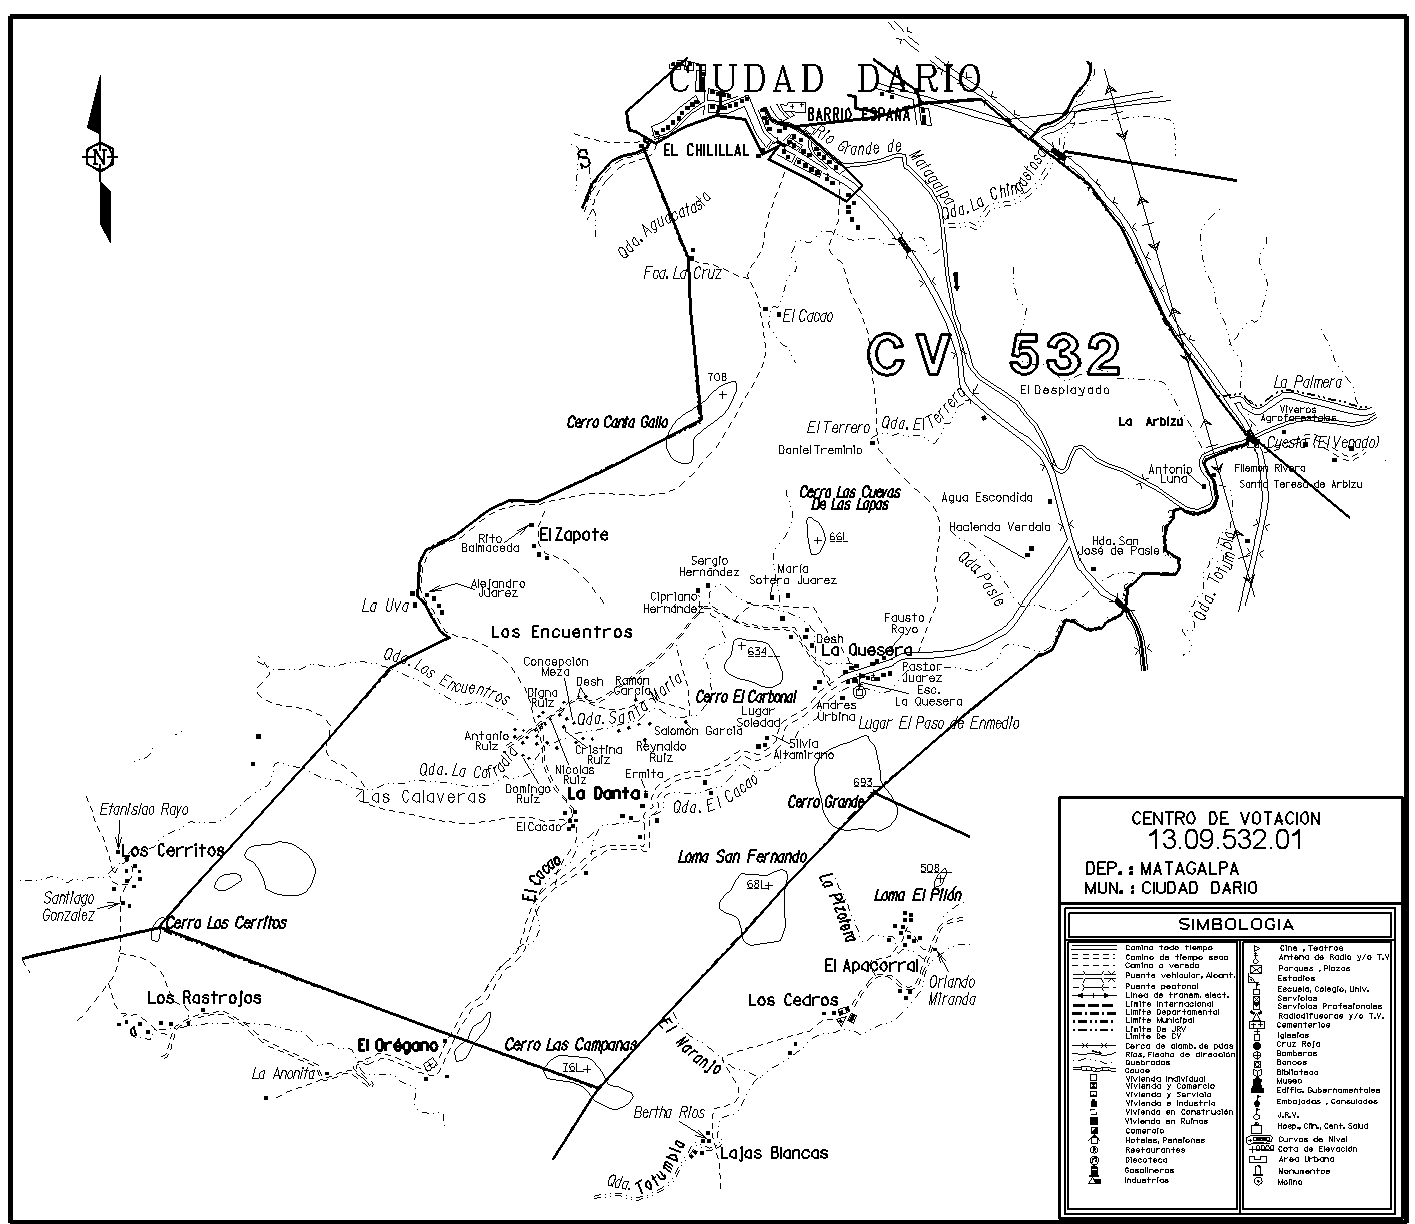 CIUDAD DARIO
BARRIO ESPAÑA
EL CHILILLAL
S
N
Río Grande de Matagalpa
Qda. La Chingastosa
Qda. Aguacatasta
Fca. La Cruz
1
El Cacao
CV 532
708
El Desplayado
La Palmera
Viveros
Agroforestales
Cerro Canta Gallo
El Terrero
Qda. El Terrero
La Arbizú
La Cuesta (El Venado)
Daniel Treminio
Antonio
Luna
Filemon Rivera
Santa Teresa de Arbizu
Cerro Las Cuevas
De Las Lapas
Agua Escondida
Rito
Balmaceda
El Zapote
661
Hacienda Verdala
Hda. San
José de Pasle
Qda. Pasle
Qda. Totumbla
Sergio
Hernández
María
Sotera Juarez
Alejandro
Juarez
La Uva
Cipriano
Hernández
Fausto
Rayo
Los Encuentros
Desh
La Quesera
634
Qda. Los Encuentros
Concepción
Meza
Desh
Ramón
García
Pastor
Juarez
Esc.
La Quesera
Diana
Ruiz
Qda. Santa María
Cerro El Carbonal
Lugar
Soledad
Andres
Urbina
Lugar El Paso de Enmedio
Antonio
Ruiz
Salomón García
Cristina
Ruiz
Reynaldo
Ruiz
Silvia
Altamirano
Qda. La Cofradía
Nicolas
Ruiz
Ermita
693
Domingo
Ruiz
La Danta
Qda. El Cacao
Cerro Grande
Las Calaveras
El Cacao
Etanislao Rayo
Los Cerritos
El Cacao
Loma San Fernando
508
681
La Pizotera
Loma El Pilón
Santiago
Gonzalez
Cerro Los Cerritos
El Apacorral
Orlando
Miranda
Los Rastrojos
Los Cedros
El Orégano
Cerro Las Campanas
El Naranjo
761
La Anonita
Bertha Ríos
Lajas Blancas
Qda. Totumbla
CENTRO DE VOTACION
13.09.532.01
DEP.: MATAGALPA
MUN.: CIUDAD DARIO
SIMBOLOGIA
Camino todo tiempo
Camino de tiempo seco
Camino o vereda
Puente vehicular, Alcant.
Puente peatonal
Linea de transm. elect.
Limite Internacional
Limite Departamental
Limite Municipal
Limite De JRV
Limite De CV
Cerca de alamb. de púas
Ríos, Flecha de dirección
Quebradas
Cauce
Vivienda Individual
Vivienda y Comercio
Vivienda y Servicio
Vivienda e Industria
Vivienda en Construcción
Vivienda en Ruinas
Comercio
Hoteles, Pensiones
Restaurantes
Discoteca
Gasolineras
Industrias
Cine, Teatros
Antena de Radio y/o T.V
Parques, Plazas
Estadios
Escuela, Colegio, Univ.
Servicios
Servicios Profesionales
Radiodifusoras y/o T.V.
Cementerios
Iglesias
Cruz Roja
Bomberos
Bancos
Biblioteca
Museo
Edific. Gubernamentales
Embajadas, Consulados
J.R.V.
Hosp., Clin., Cent. Salud
Curvas de Nivel
Cota de Elevación
Area Urbana
Monumentos
Molino